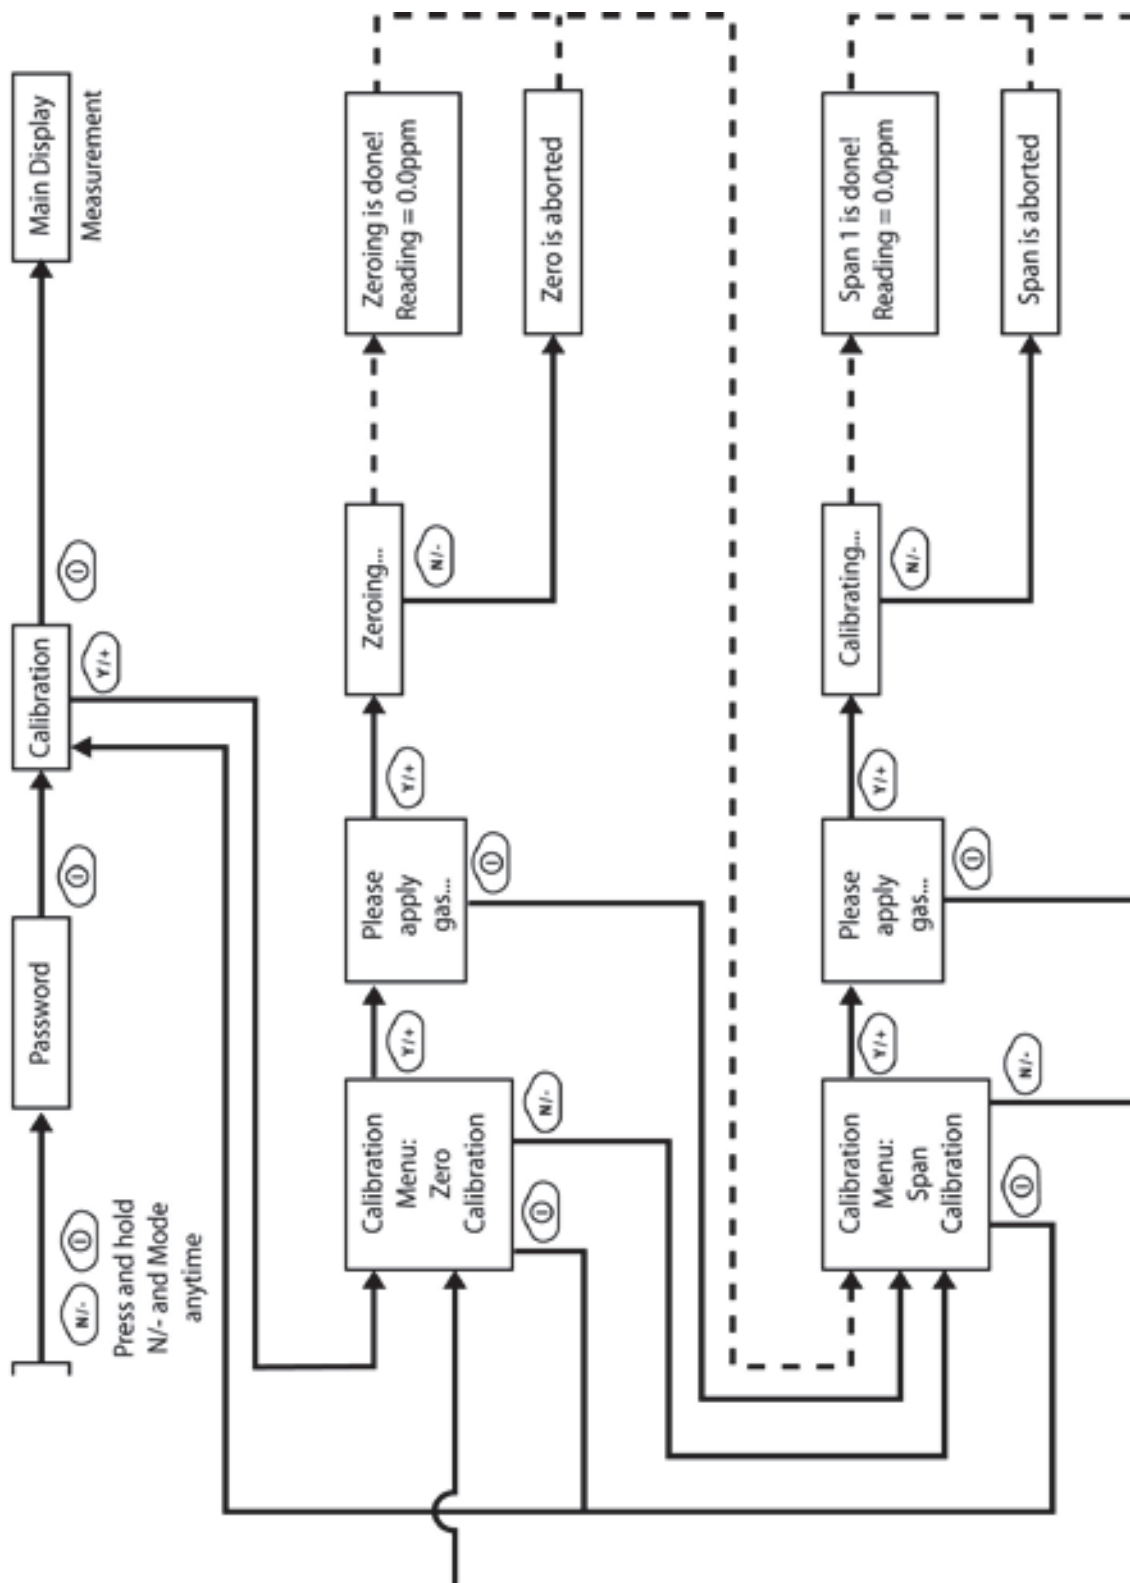 N/-
Press and hold
N/- and Mode
anytime
Password
Calibration
Y/+
Main Display
Measurement
Calibration
Menu:
Zero
Calibration
N/-
Y/+
Please
apply
gas...
Y/+
Zeroing...
N/-
Zeroing is done!
Reading = 0.0ppm
Zero is aborted
Calibration
Menu:
Span
Calibration
N/-
Y/+
Please
apply
gas...
Y/+
Calibrating...
N/-
Span 1 is done!
Reading = 0.0ppm
Span is aborted